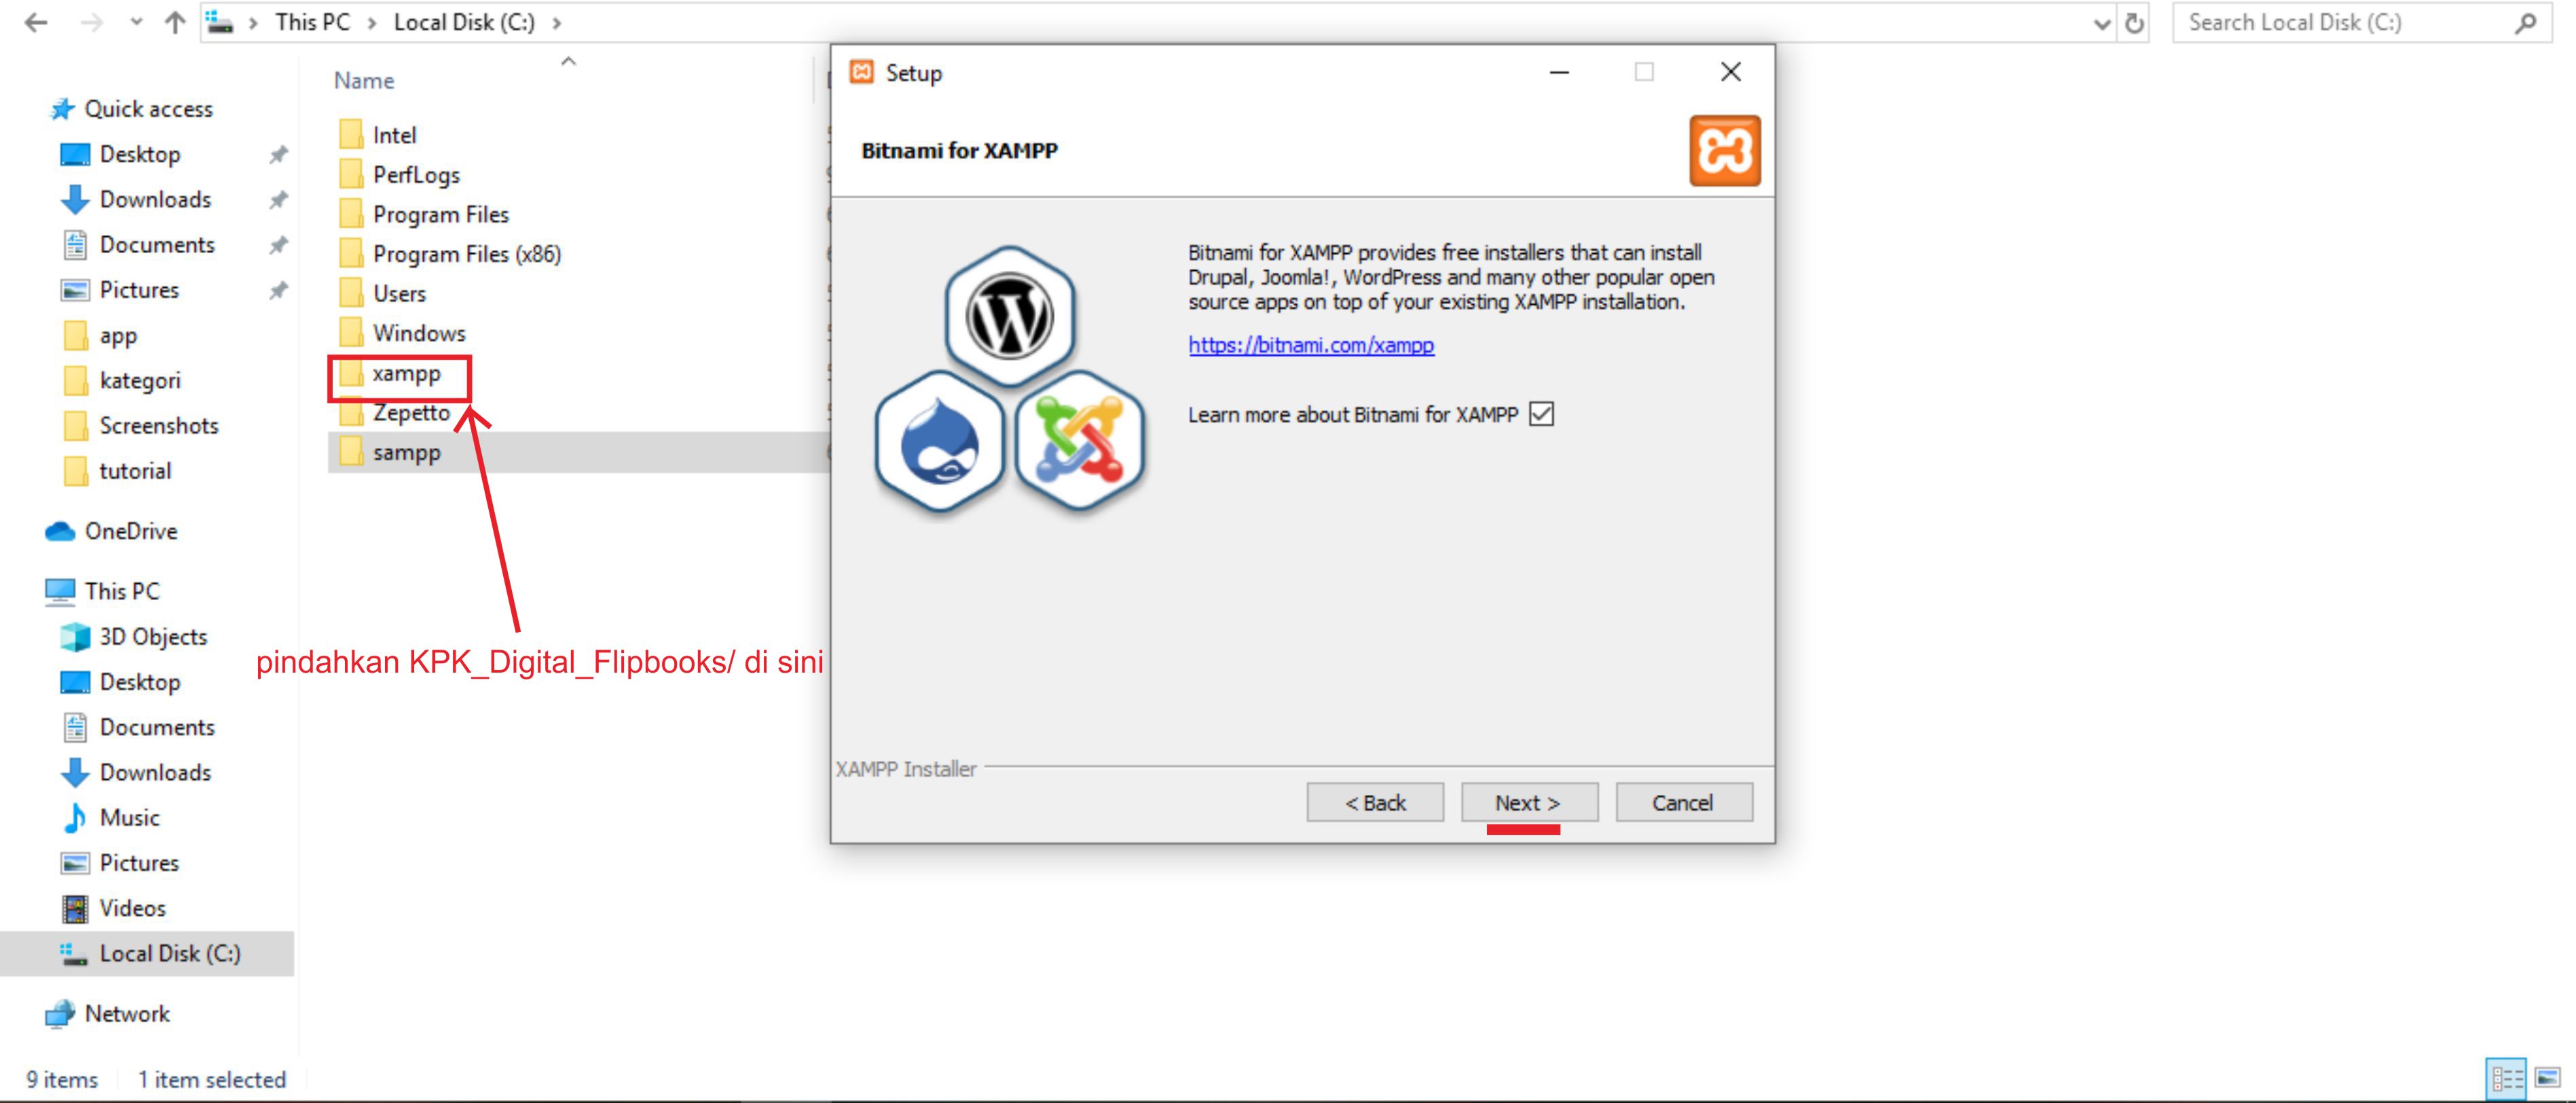 This PC > Local Disk (C:) >
Search Local Disk (C:)
Quick access
Desktop
Downloads
Documents
Pictures
app
kategori
Screenshots
tutorial
OneDrive
This PC
3D Objects
Desktop
Documents
Downloads
Music
Pictures
Videos
Local Disk (C:)
Network
Name
Intel
PerfLogs
Program Files
Program Files (x86)
Users
Windows
xampp
Zepetto
sampp
pindahkan KPK_Digital_Flipbooks/ di sini
Setup
Bitnami for XAMPP
Bitnami for XAMPP provides free installers that can install
Drupal, Joomla!, WordPress and many other popular open
source apps on top of your existing XAMPP installation.
https://bitnami.com/xampp
Learn more about Bitnami for XAMPP
XAMPP Installer
< Back
Next >
Cancel
9 items
1 item selected